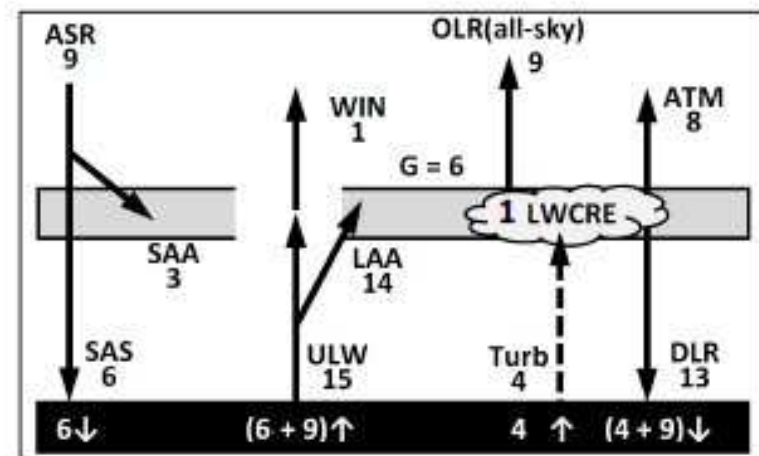 ASR
9
OLR(all-sky)
9
WIN
1
ATM
8
G = 6
1 LWCRE
SAA
3
LAA
14
SAS
6
ULW
15
Turb
4
DLR
13
6↓
(6 + 9)↑
4 ↑
(4 + 9)↓